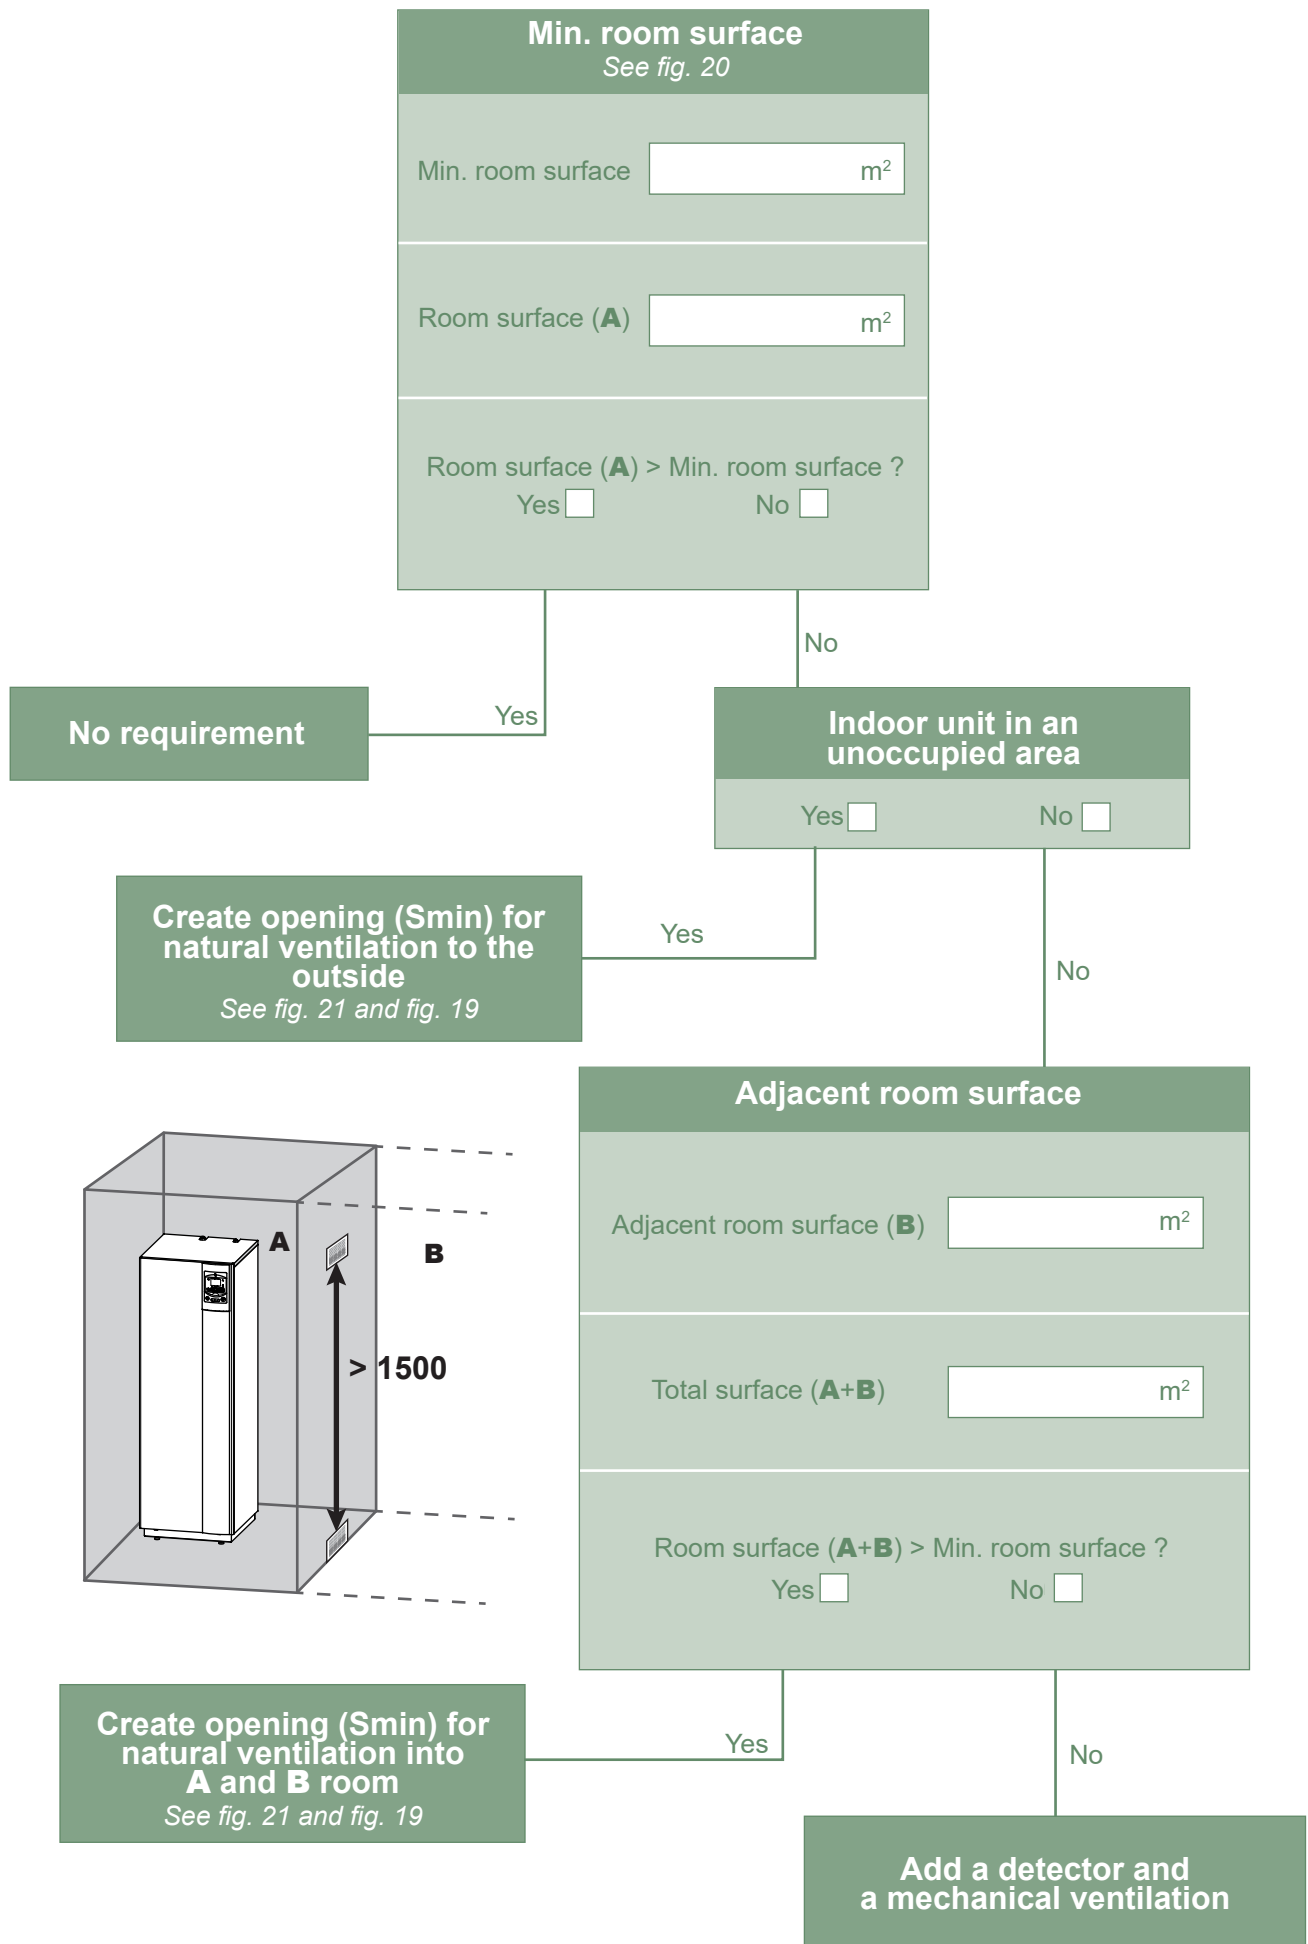 Min. room surface
See fig. 20
Min. room surface m²
Room surface (A) m²
Room surface (A) > Min. room surface ?
Yes No
No
Yes
No requirement
Indoor unit in an
unoccupied area
Yes No
Create opening (Smin) for
natural ventilation to the
outside
See fig. 21 and fig. 19
Yes
No
Adjacent room surface
Adjacent room surface (B) m²
Total surface (A+B) m²
Room surface (A+B) > Min. room surface ?
Yes No
A
B
> 1500
Create opening (Smin) for
natural ventilation into
A and B room
See fig. 21 and fig. 19
Yes
No
Add a detector and
a mechanical ventilation